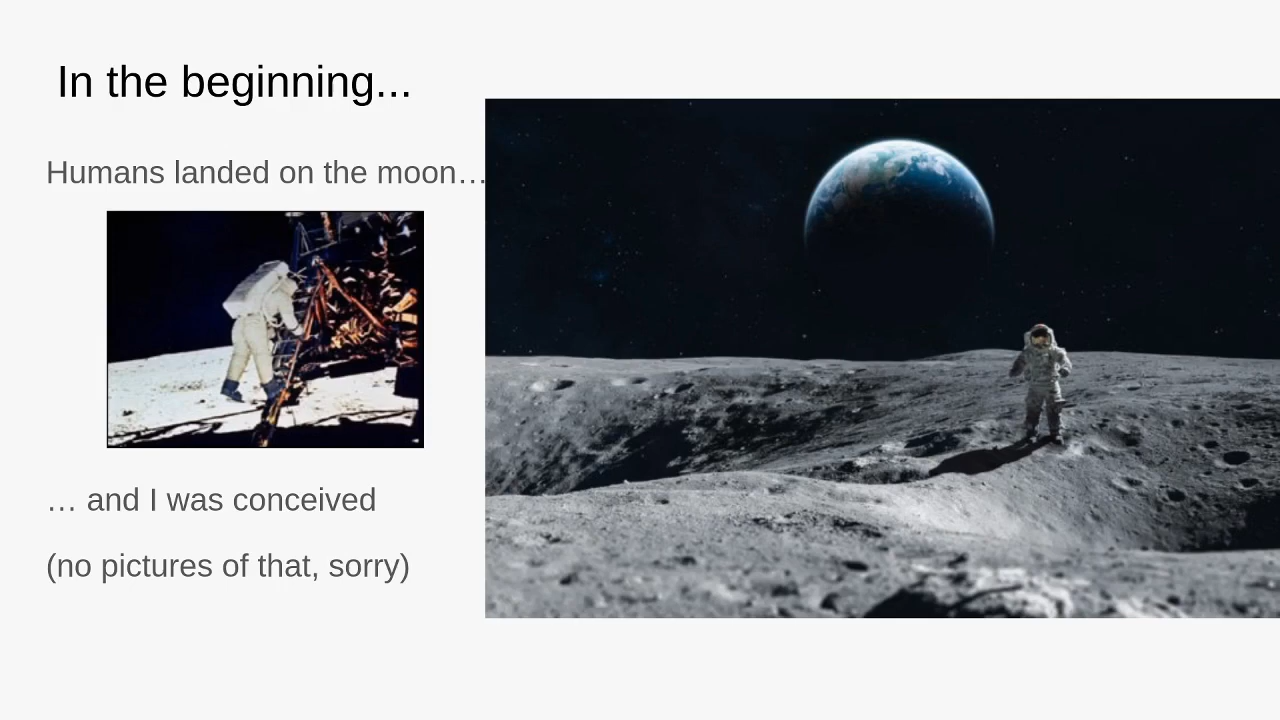 In the beginning...
Humans landed on the moon…
… and I was conceived
(no pictures of that, sorry)